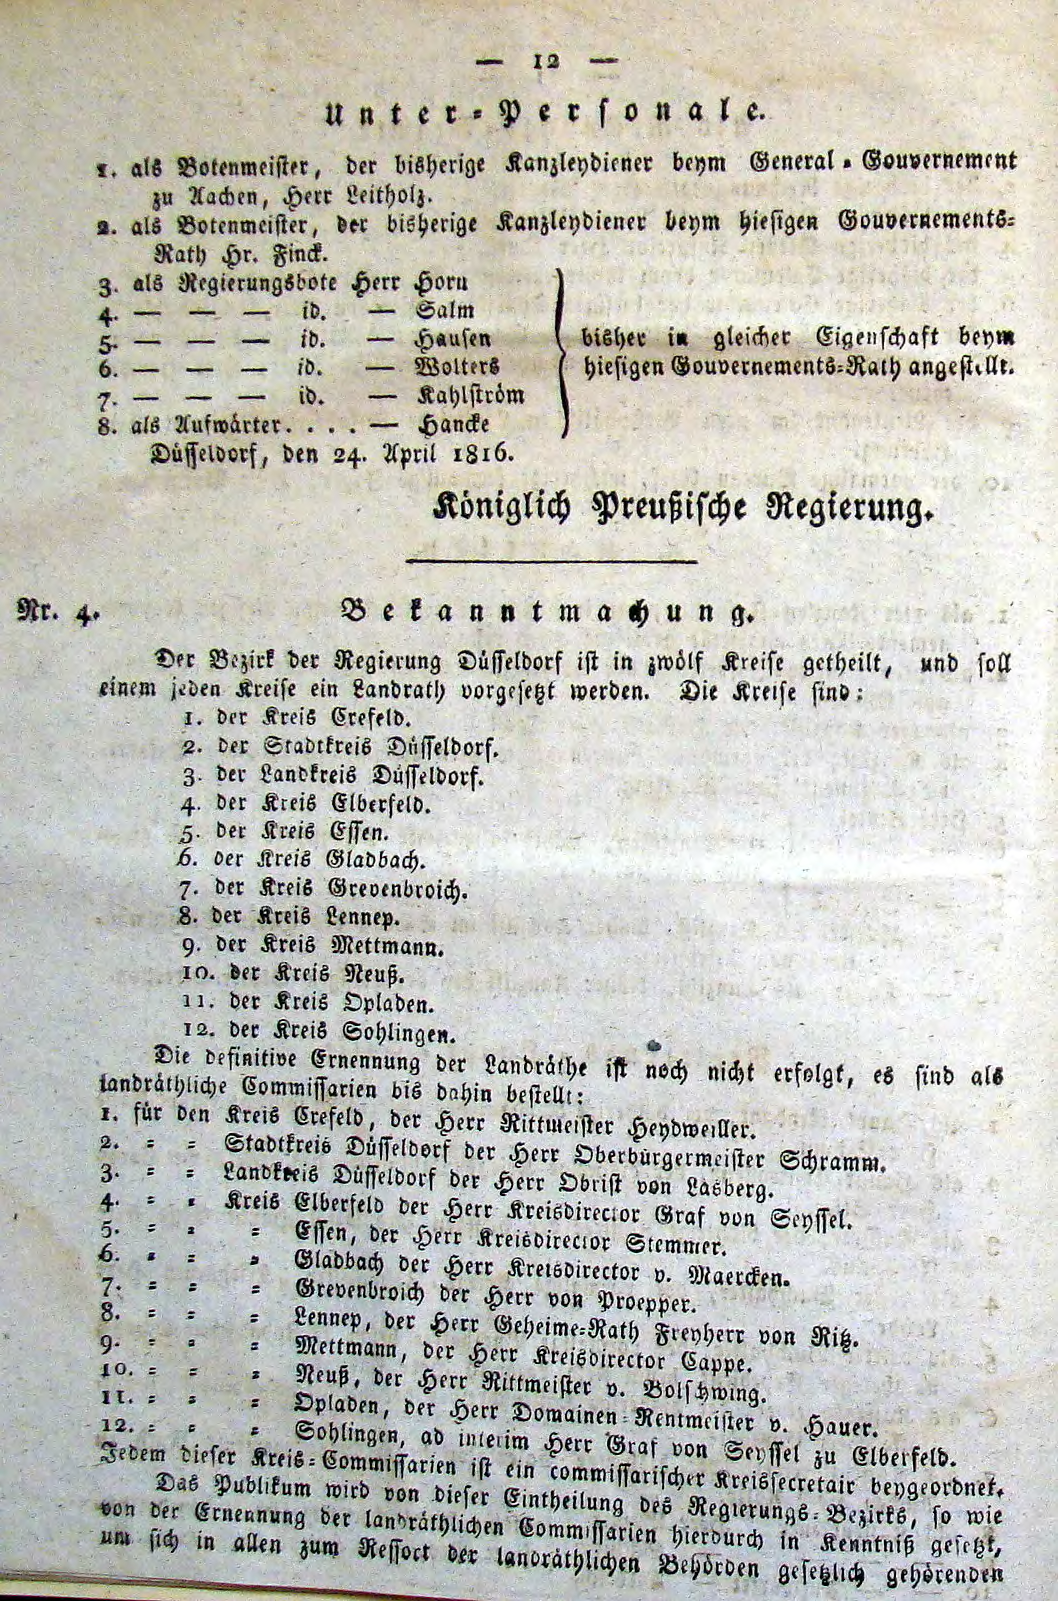 — 12 —
Unter-Personale.
1. als Botenmeister, der bisherige Kanzleydiener beym General-Gouvernement
zu Aachen, Herr Leitholz.
2. als Botenmeister, der bisherige Kanzleydiener beym hiesigen Gouvernements-
Rath Hr. Finck.
3. als Regierungsbote Herr Horn
4. — — — id. — Salm
5. — — — id. — Hausen
6. — — — id. — Wolters
7. — — — id. — Kahlström
8. als Aufwärter. . . . — Hancke
bisher in gleicher Eigenschaft beym
hiesigen Gouvernements-Rath angestellt.
Düsseldorf, den 24. April 1816.
Königlich Preußische Regierung.
Nr. 4. Bekanntmachung.
Der Bezirk der Regierung Düsseldorf ist in zwölf Kreise getheilt, und soll
einem jeden Kreise ein Landrath vorgesetzt werden. Die Kreise sind:
1. der Kreis Crefeld.
2. der Stadtkreis Düsseldorf.
3. der Landkreis Düsseldorf.
4. der Kreis Elberfeld.
5. der Kreis Essen.
6. der Kreis Gladbach.
7. der Kreis Grevenbroich.
8. der Kreis Lennep.
9. der Kreis Mettmann.
10. der Kreis Neuß.
11. der Kreis Opladen.
12. der Kreis Sohlingen.
Die definitive Ernennung der Landräthe ist noch nicht erfolgt, es sind als
landräthliche Commissarien bis dahin bestellt:
1. für den Kreis Crefeld, der Herr Rittmeister Heydweiller.
2. = = Stadtkreis Düsseldorf der Herr Oberbürgermeister Schramm.
3. = = Landkreis Düsseldorf der Herr Obrist von Lasberg.
4. = = Kreis Elberfeld der Herr Kreisdirector Graf von Seyssel.
5. = = = Essen, der Herr Kreisdirector Stemmer.
6. = = = Gladbach der Herr Kreisdirector v. Maercken.
7. = = = Grevenbroich der Herr von Proepper.
8. = = = Lennep, der Herr Geheime-Rath Freyherr von Ritz.
9. = = = Mettmann, der Herr Kreisdirector Cappe.
10. = = = Neuß, der Herr Rittmeister v. Bolschwing.
11. = = = Opladen, der Herr Domainen-Rentmeister v. Hauer.
12. = = = Sohlingen, ad interim Herr Graf von Seyssel zu Elberfeld.
Jedem dieser Kreis-Commissarien ist ein commissarischer Kreissecretair beygeordnet.
Das Publikum wird von dieser Eintheilung des Regierungs-Bezirks, so wie
von der Ernennung der landräthlichen Commissarien hierdurch in Kenntniß gesetzt,
um sich in allen zum Ressort der landräthlichen Behörden gesetzlich gehörenden